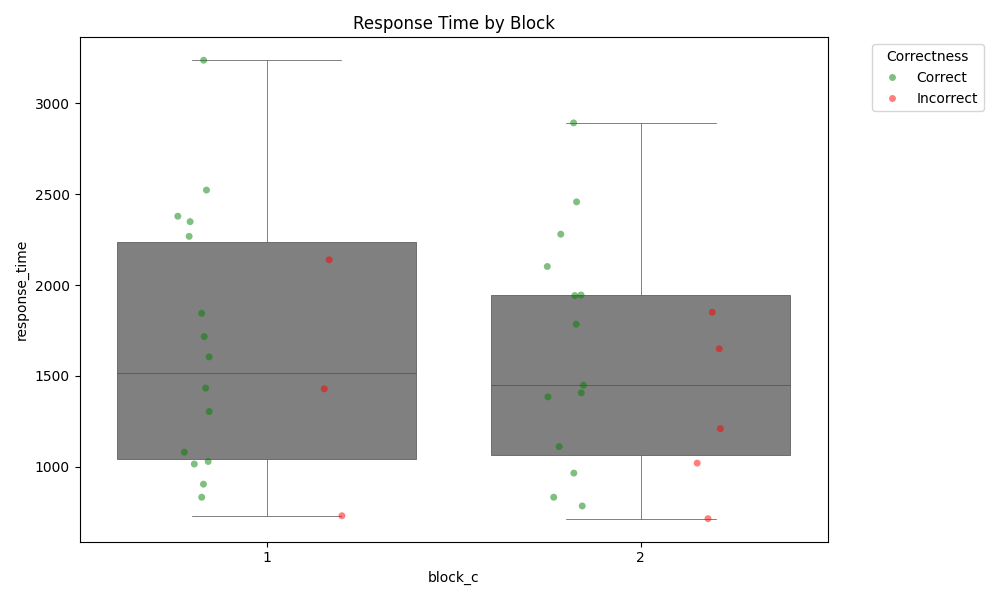 Response Time by Block
Correctness
Correct
Incorrect
3000
2500
2000
1500
1000
response_time
1
2
block_c